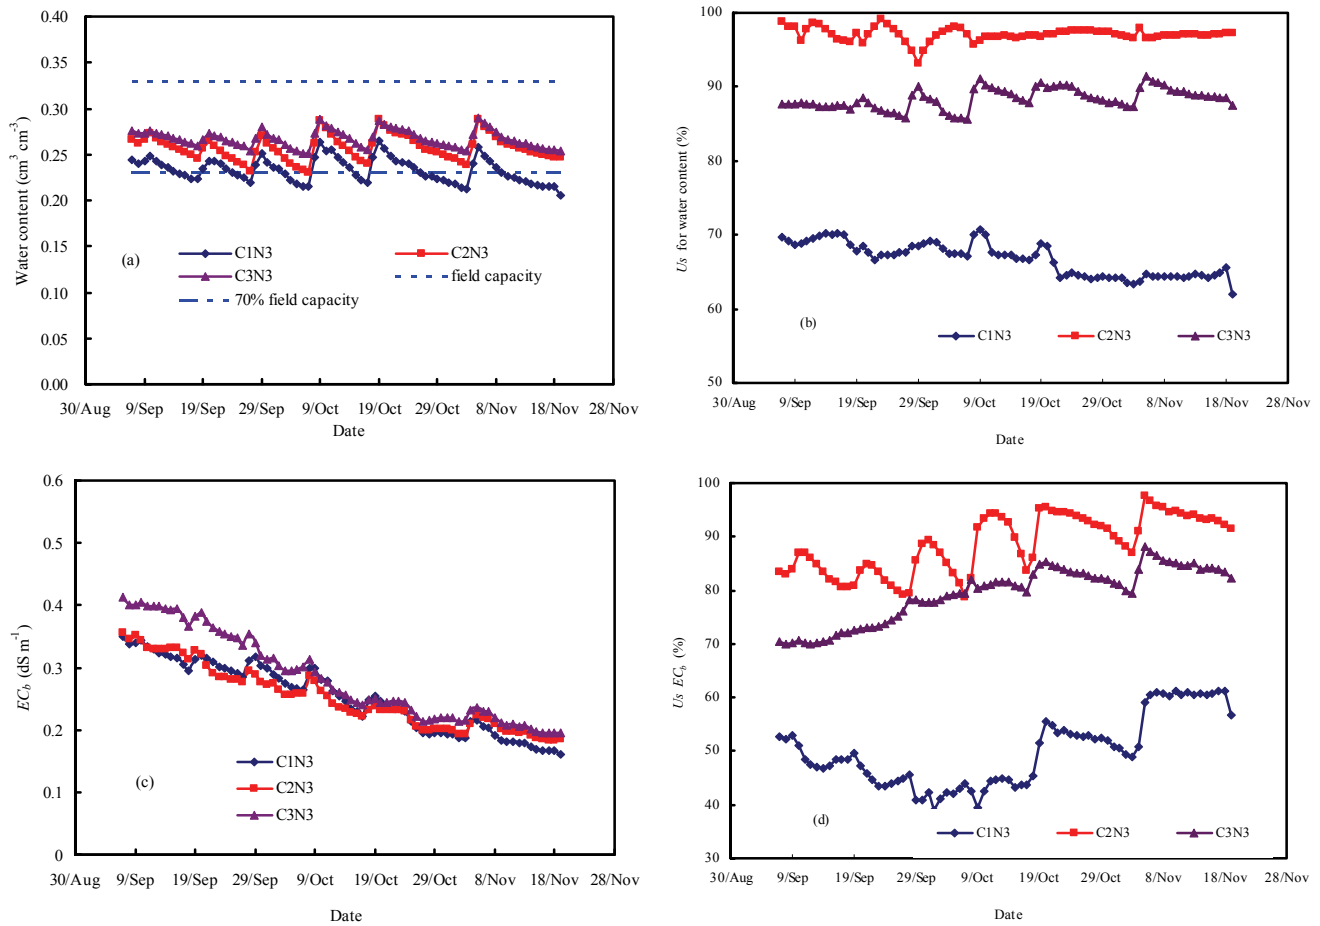 0.40
0.35
0.30
0.25
0.20
0.15
0.10
0.05
0.00
Water content (cm³ cm⁻³)
(a)
C1N3
C2N3
C3N3
field capacity
70% field capacity
30/Aug 9/Sep 19/Sep 29/Sep 9/Oct 19/Oct 29/Oct 8/Nov 18/Nov 28/Nov
Date
100
90
80
70
60
50
Us for water content (%)
(b)
C1N3 C2N3 C3N3
30/Aug 9/Sep 19/Sep 29/Sep 9/Oct 19/Oct 29/Oct 8/Nov 18/Nov 28/Nov
Date
0.6
0.5
0.4
0.3
0.2
0.1
0
ECb (dS m⁻¹)
(c)
C1N3
C2N3
C3N3
30/Aug 9/Sep 19/Sep 29/Sep 9/Oct 19/Oct 29/Oct 8/Nov 18/Nov 28/Nov
Date
100
90
80
70
60
50
40
30
Us ECb (%)
(d)
C1N3 C2N3 C3N3
30/Aug 9/Sep 19/Sep 29/Sep 9/Oct 19/Oct 29/Oct 8/Nov 18/Nov 28/Nov
Date